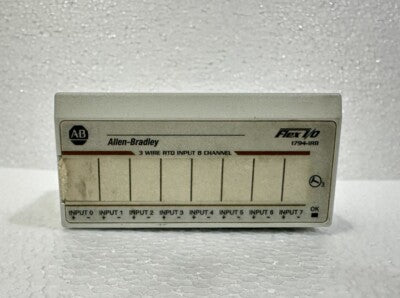 AB
Allen-Bradley
Flex I/O
1794-IR8
3 WIRE RTD INPUT 8 CHANNEL
3
INPUT 0 INPUT 1 INPUT 2 INPUT 3 INPUT 4 INPUT 5 INPUT 6 INPUT 7
+ - + - + - + - + - + - + - + -
OK